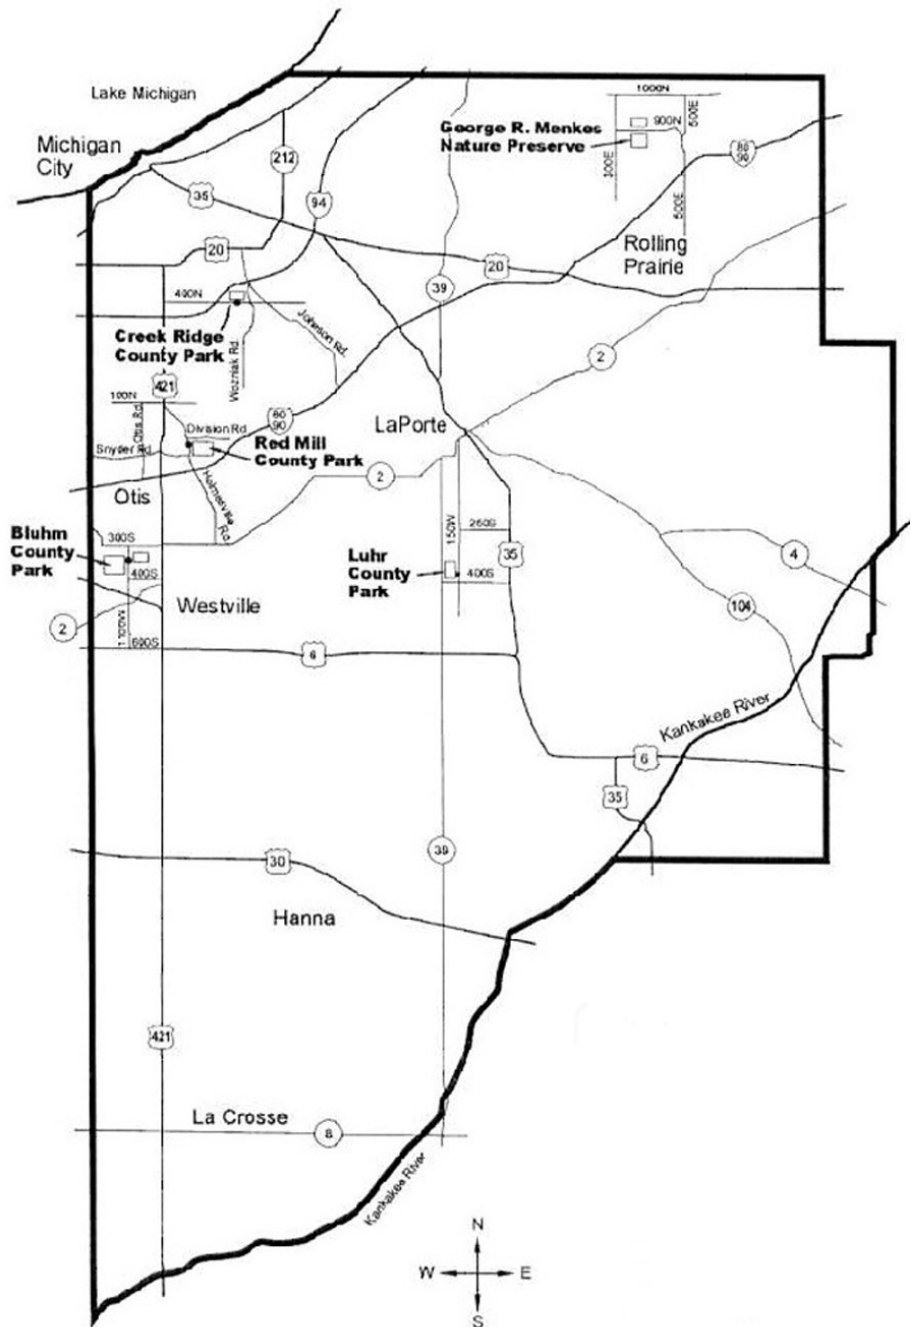 Lake Michigan
Michigan
City
1000N
George R. Menkes
Nature Preserve
900N
500E
300E
500E
80
90
212
35
94
20
Rolling
Prairie
20
39
400N
Creek Ridge
County Park
Wozniak Rd.
Johnson Rd.
2
421
100N
Otis Rd.
Division Rd
80
90
LaPorte
Snyder Rd.
Red Mill
County Park
2
Otis
Holmesville
Rd.
Bluhm
County
Park
300S
400S
1100W
600S
2
Westville
150W
250S
35
Luhr
County
Park
400S
4
104
6
Kankakee River
6
35
30
39
Hanna
421
La Crosse
8
Kankakee River
N
W
E
S